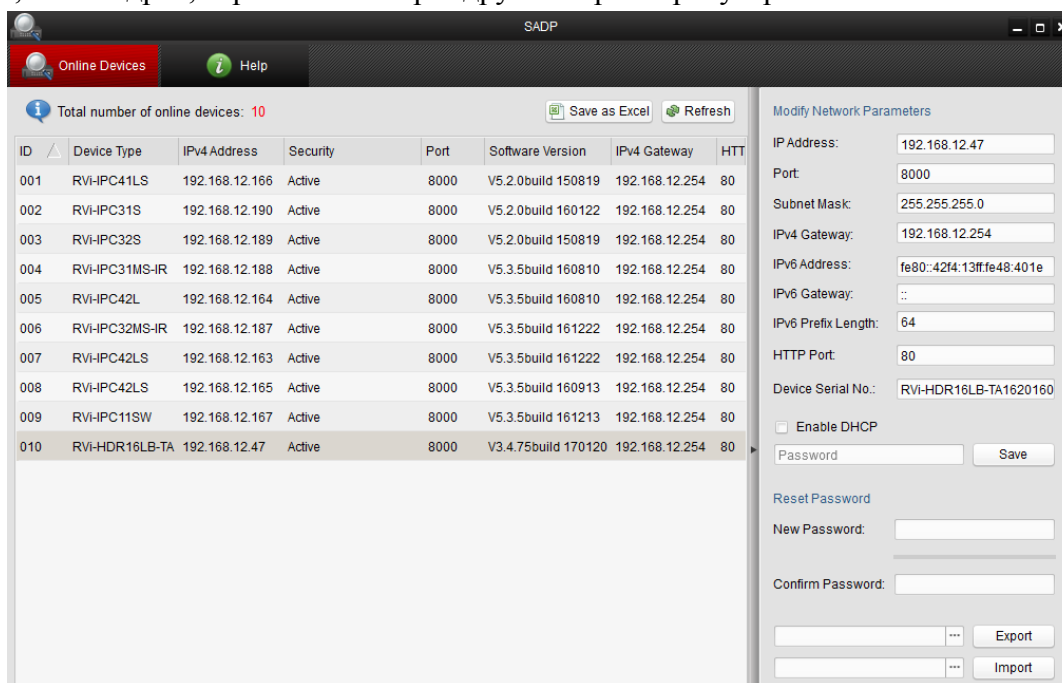 SADP
Online Devices Help
Total number of online devices: 10 Save as Excel Refresh
ID Device Type IPv4 Address Security Port Software Version IPv4 Gateway HTT
001 RVi-IPC41LS 192.168.12.166 Active 8000 V5.2.0build 150819 192.168.12.254 80
002 RVi-IPC31S 192.168.12.190 Active 8000 V5.2.0build 160122 192.168.12.254 80
003 RVi-IPC32S 192.168.12.189 Active 8000 V5.2.0build 150819 192.168.12.254 80
004 RVi-IPC31MS-IR 192.168.12.188 Active 8000 V5.3.5build 160810 192.168.12.254 80
005 RVi-IPC42L 192.168.12.164 Active 8000 V5.3.5build 160810 192.168.12.254 80
006 RVi-IPC32MS-IR 192.168.12.187 Active 8000 V5.3.5build 161222 192.168.12.254 80
007 RVi-IPC42LS 192.168.12.163 Active 8000 V5.3.5build 161222 192.168.12.254 80
008 RVi-IPC42LS 192.168.12.165 Active 8000 V5.3.5build 160913 192.168.12.254 80
009 RVi-IPC11SW 192.168.12.167 Active 8000 V5.3.5build 161213 192.168.12.254 80
010 RVi-HDR16LB-TA 192.168.12.47 Active 8000 V3.4.75build 170120 192.168.12.254 80
Modify Network Parameters
IP Address: 192.168.12.47
Port: 8000
Subnet Mask: 255.255.255.0
IPv4 Gateway: 192.168.12.254
IPv6 Address: fe80::42f4:13ff:fe48:401e
IPv6 Gateway: ::
IPv6 Prefix Length: 64
HTTP Port: 80
Device Serial No.: RVi-HDR16LB-TA1620160
Enable DHCP
Password Save
Reset Password
New Password:
Confirm Password:
Export
Import